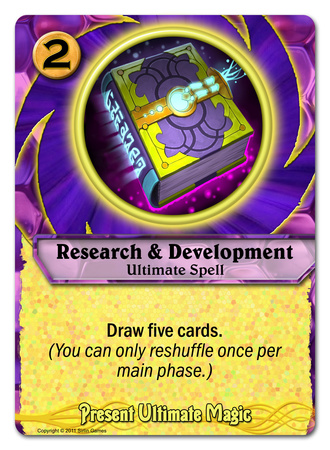 2
Research & Development
Ultimate Spell
Draw five cards.
(You can only reshuffle once per
main phase.)
Present Ultimate Magic
Copyright © 2011 Sirlin Games